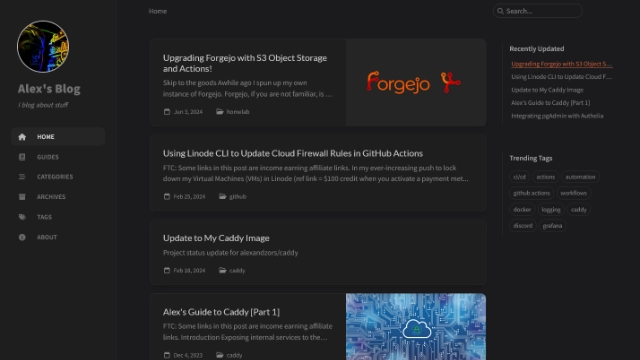 Home
Search...
Alex's Blog
I blog about stuff
HOME
GUIDES
CATEGORIES
ARCHIVES
TAGS
ABOUT
Upgrading Forgejo with S3 Object Storage
and Actions!
Skip to the goods Awhile ago I spun up my own
instance of Forgejo. Forgejo, if you are not familiar, is ...
Jun 3, 2024 homelab
Forgejo
Using Linode CLI to Update Cloud Firewall Rules in GitHub Actions
FTC: Some links in this post are income earning affiliate links. In my ever-increasing push to lock
down my Virtual Machines (VMs) in Linode (ref link = $100 credit when you activate a payment met...
Feb 25, 2024 github
Update to My Caddy Image
Project status update for alexandzors/caddy
Feb 18, 2024 caddy
Alex's Guide to Caddy [Part 1]
FTC: Some links in this post are income earning affiliate
links. Introduction Exposing internal services to the...
Dec 4, 2023 caddy
Recently Updated
Upgrading Forgejo with S3 Object S...
Using Linode CLI to Update Cloud F...
Update to My Caddy Image
Alex's Guide to Caddy [Part 1]
Integrating pgAdmin with Authelia
Trending Tags
ci/cd actions automation
github actions workflows
docker logging caddy
discord grafana